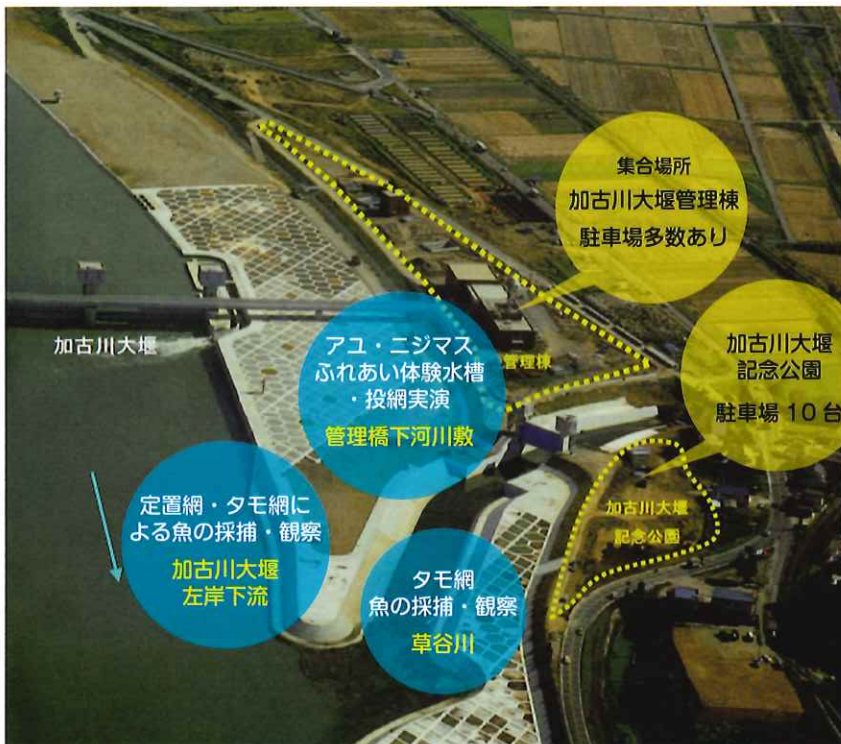 集合場所
加古川大堰管理棟
駐車場多数あり
加古川大堰
アユ・ニジマス
ふれあい体験水槽
・投網実演
管理橋下河川敷
管理棟
加古川大堰
記念公園
駐車場10台
定置網・タモ網に
よる魚の採捕・観察
加古川大堰
左岸下流
タモ網
魚の採捕・観察
草谷川
加古川大堰
記念公園